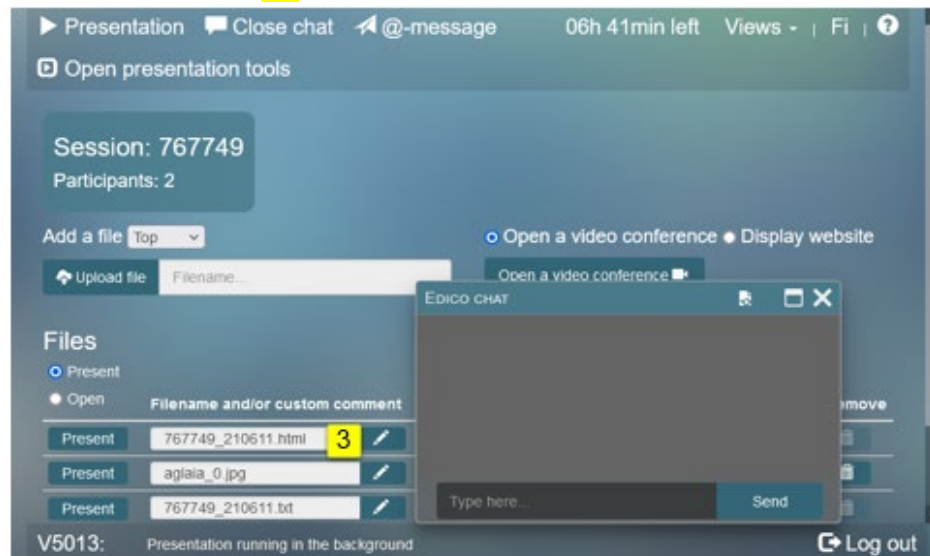 Presentation Close chat @-message 06h 41min left Views Fi
Open presentation tools
Session: 767749
Participants: 2
Add a file Top
Open a video conference Display website
Upload file Filename...
Open a video conference
EDICO CHAT
Files
Present
Open
Filename and/or custom comment
emove
Present 767749_210611.html 3
Present aglaia_0.jpg
Present 767749_210611.txt
Type here... Send
V5013: Presentation running in the background Log out